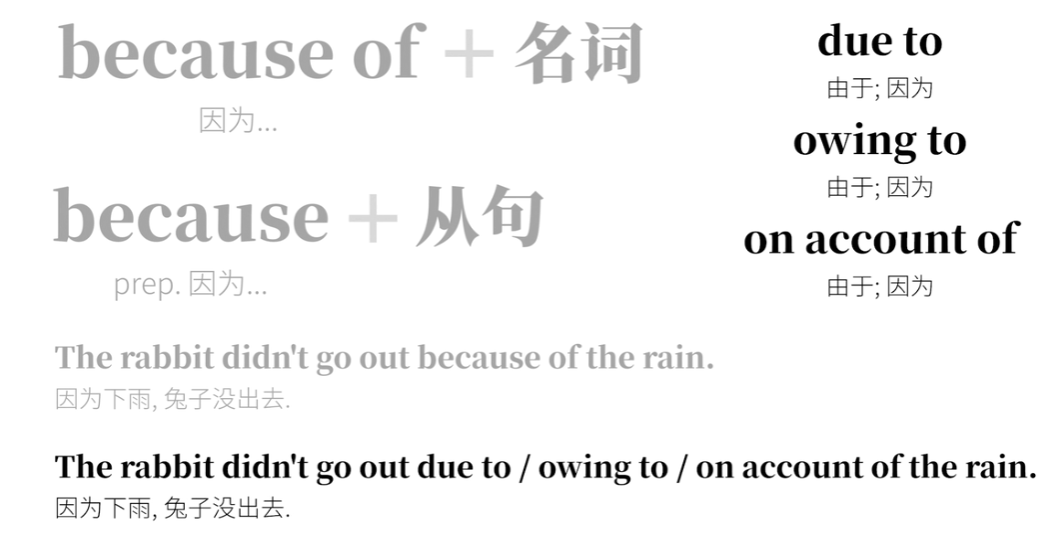 because of + 名词
因为...
because + 从句
prep. 因为...
due to
由于; 因为
owing to
由于; 因为
on account of
由于; 因为
The rabbit didn't go out because of the rain.
因为下雨, 兔子没出去.
The rabbit didn't go out due to / owing to / on account of the rain.
因为下雨, 兔子没出去.